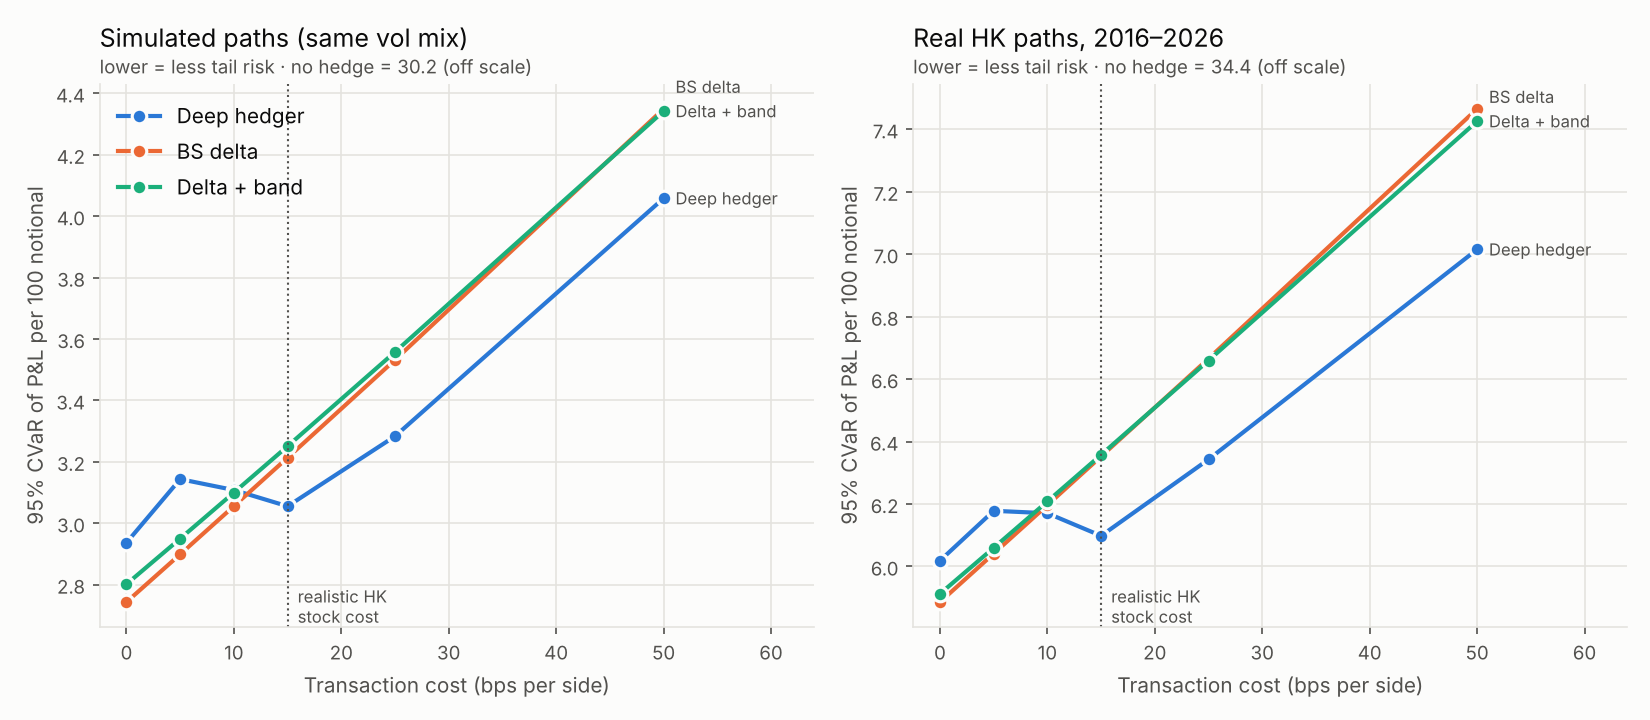 Simulated paths (same vol mix)
lower = less tail risk · no hedge = 30.2 (off scale)
95% CVaR of P&L per 100 notional
4.4
4.2
4.0
3.8
3.6
3.4
3.2
3.0
2.8
Deep hedger
BS delta
Delta + band
BS delta
Delta + band
Deep hedger
realistic HK
stock cost
0 10 20 30 40 50 60
Transaction cost (bps per side)
Real HK paths, 2016–2026
lower = less tail risk · no hedge = 34.4 (off scale)
95% CVaR of P&L per 100 notional
7.4
7.2
7.0
6.8
6.6
6.4
6.2
6.0
BS delta
Delta + band
Deep hedger
realistic HK
stock cost
0 10 20 30 40 50 60
Transaction cost (bps per side)